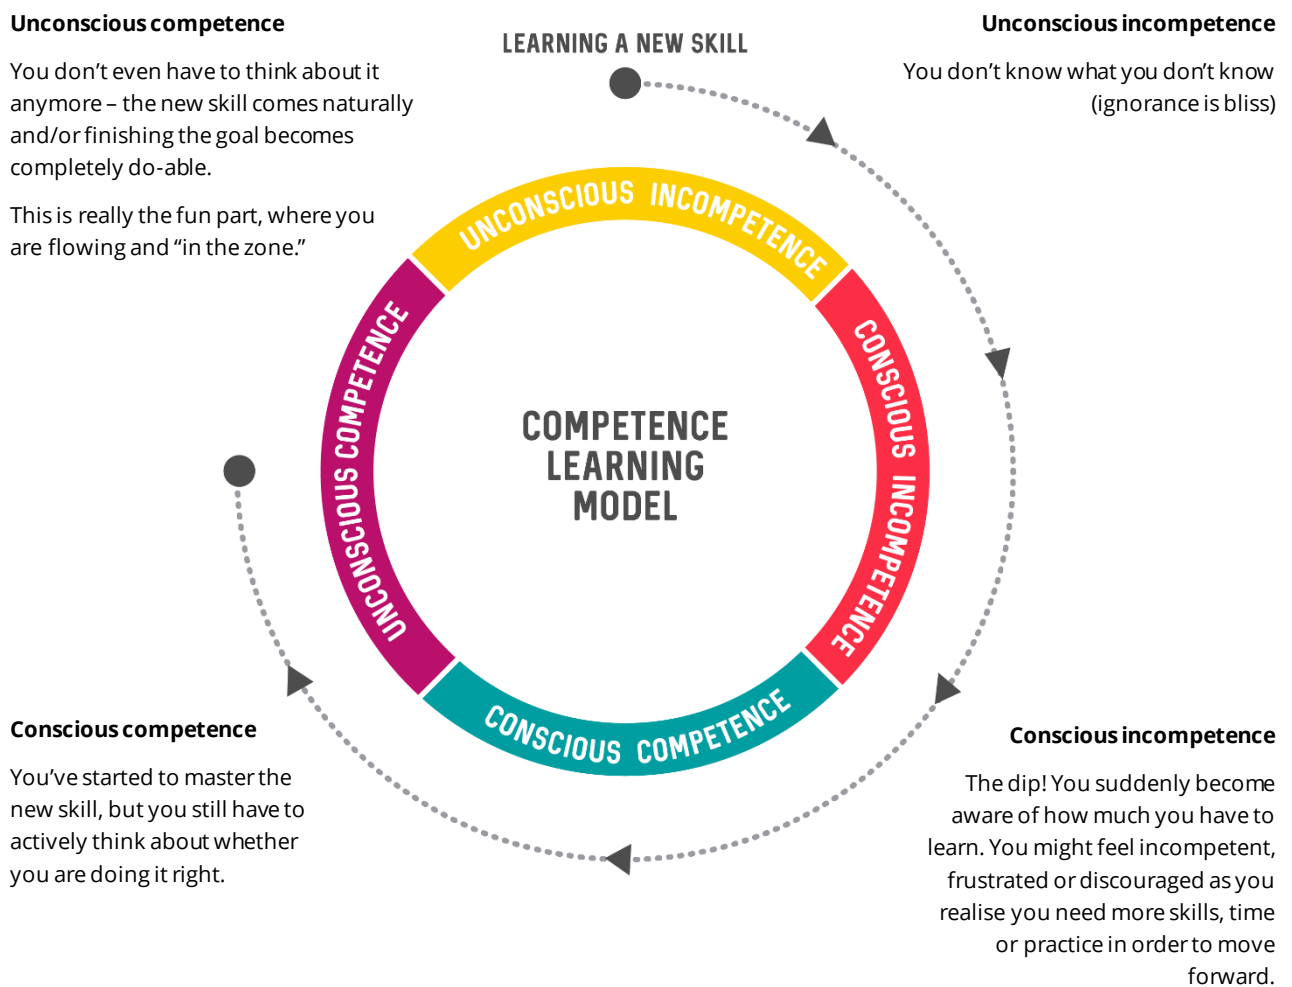 Unconscious competence
You don’t even have to think about it
anymore – the new skill comes naturally
and/or finishing the goal becomes
completely do-able.
This is really the fun part, where you
are flowing and “in the zone.”
LEARNING A NEW SKILL
Unconscious incompetence
You don’t know what you don’t know
(ignorance is bliss)
UNCONSCIOUS INCOMPETENCE
CONSCIOUS INCOMPETENCE
CONSCIOUS COMPETENCE
UNCONSCIOUS COMPETENCE
COMPETENCE
LEARNING
MODEL
Conscious competence
You’ve started to master the
new skill, but you still have to
actively think about whether
you are doing it right.
Conscious incompetence
The dip! You suddenly become
aware of how much you have to
learn. You might feel incompetent,
frustrated or discouraged as you
realise you need more skills, time
or practice in order to move
forward.